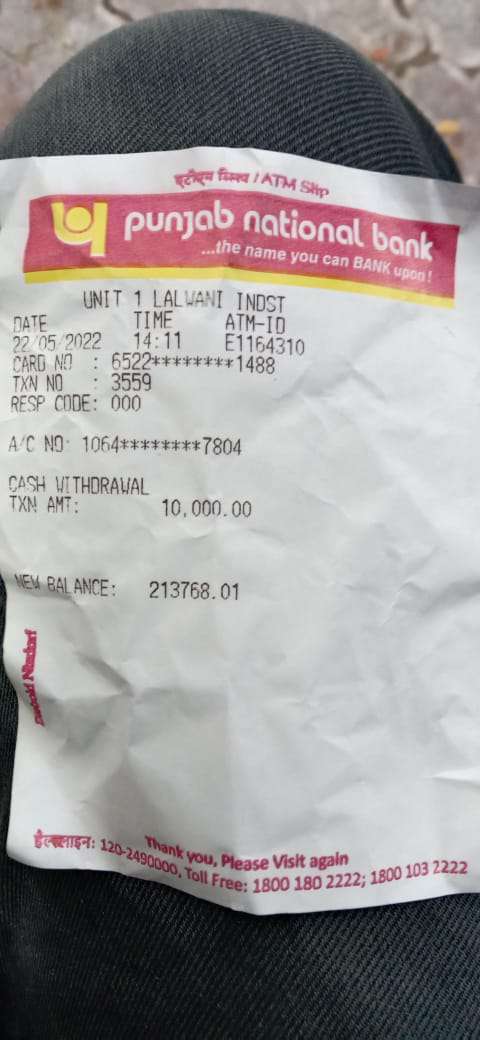 एटीएम स्लिप / ATM Slip
punjab national bank
...the name you can BANK upon!
UNIT 1 LALWANI INDST
DATE TIME ATM-ID
22/05/2022 14:11 E1164310
CARD NO : 6522********1488
TXN NO : 3559
RESP CODE: 000
A/C NO: 1064********7804
CASH WITHDRAWAL
TXN AMT: 10,000.00
NEW BALANCE: 213768.01
Nixdorf
Thank you, Please Visit again
हेल्पलाइन: 120-2490000, Toll Free: 1800 180 2222; 1800 103 2222